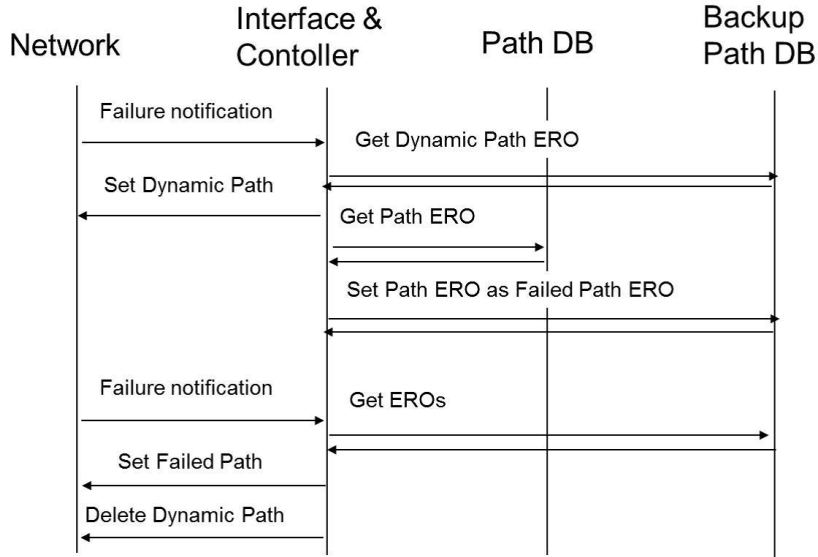 Network
Interface &
Contoller
Path DB
Backup
Path DB
Failure notification
Get Dynamic Path ERO
Set Dynamic Path
Get Path ERO
Set Path ERO as Failed Path ERO
Failure notification
Get EROs
Set Failed Path
Delete Dynamic Path